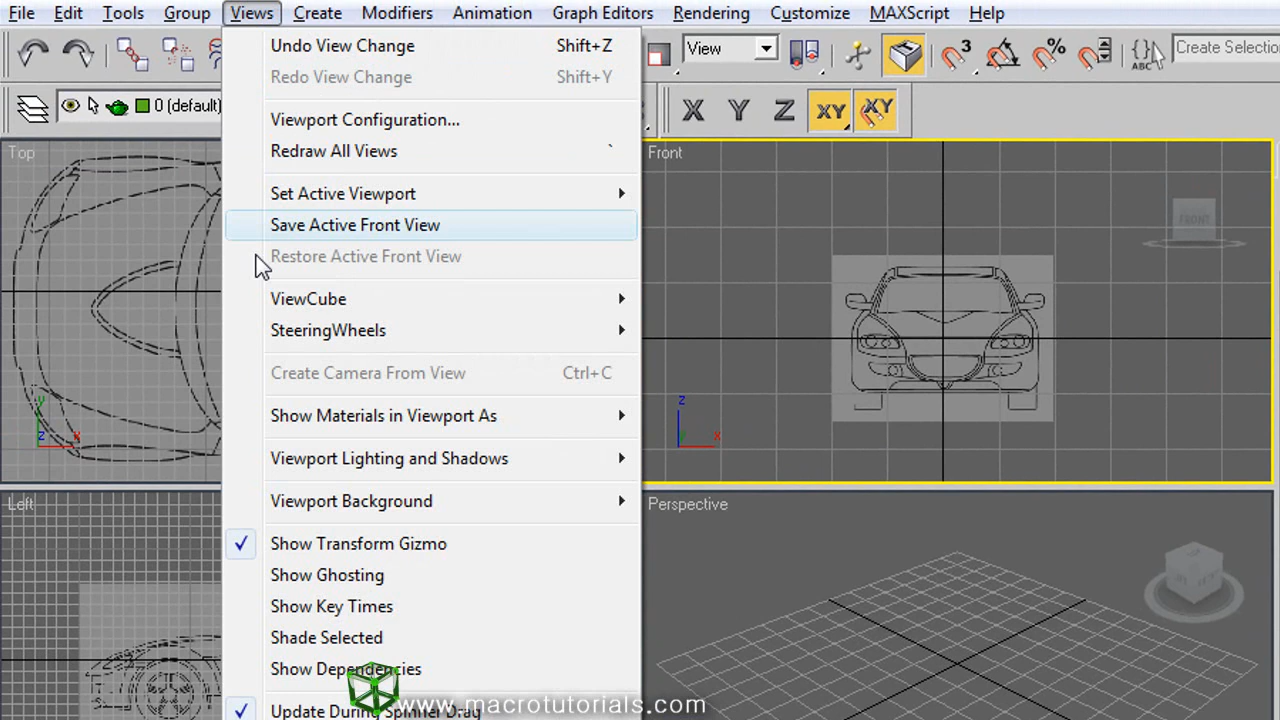 File Edit Tools Group Views Create Modifiers Animation Graph Editors Rendering Customize MAXScript Help
View
3
%
{} ABC
Create Selectio
0 (default)
X Y Z XY XY
Undo View Change Shift+Z
Redo View Change Shift+Y
Viewport Configuration...
Redraw All Views `
Set Active Viewport
Save Active Front View
Restore Active Front View
ViewCube
SteeringWheels
Create Camera From View Ctrl+C
Show Materials in Viewport As
Viewport Lighting and Shadows
Viewport Background
Show Transform Gizmo
Show Ghosting
Show Key Times
Shade Selected
Show Dependencies
Update During Spinner Drag
Top
y
z x
Front
FRONT
z
y x
Left
Perspective
www.macrotutorials.com